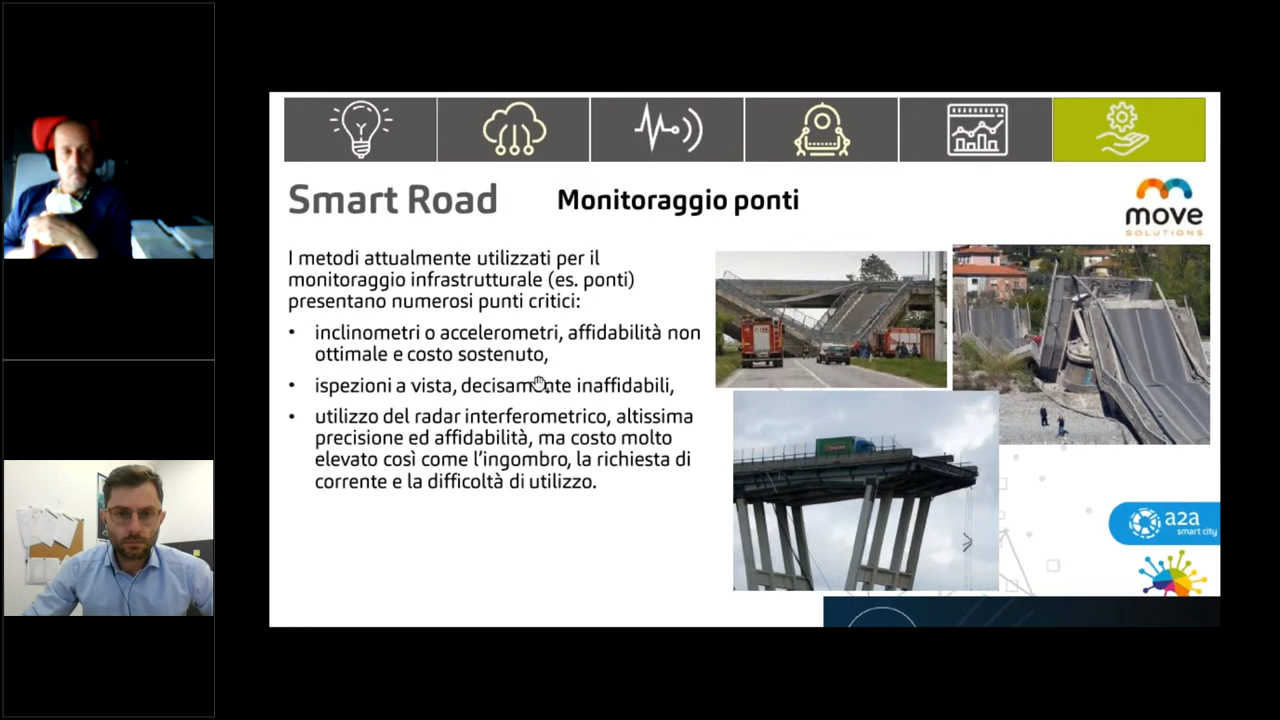 Smart Road
Monitoraggio ponti
move
SOLUTIONS
I metodi attualmente utilizzati per il
monitoraggio infrastrutturale (es. ponti)
presentano numerosi punti critici:
• inclinometri o accelerometri, affidabilità non
ottimale e costo sostenuto,
• ispezioni a vista, decisamente inaffidabili,
• utilizzo del radar interferometrico, altissima
precisione ed affidabilità, ma costo molto
elevato così come l'ingombro, la richiesta di
corrente e la difficoltà di utilizzo.
a2a
smart city